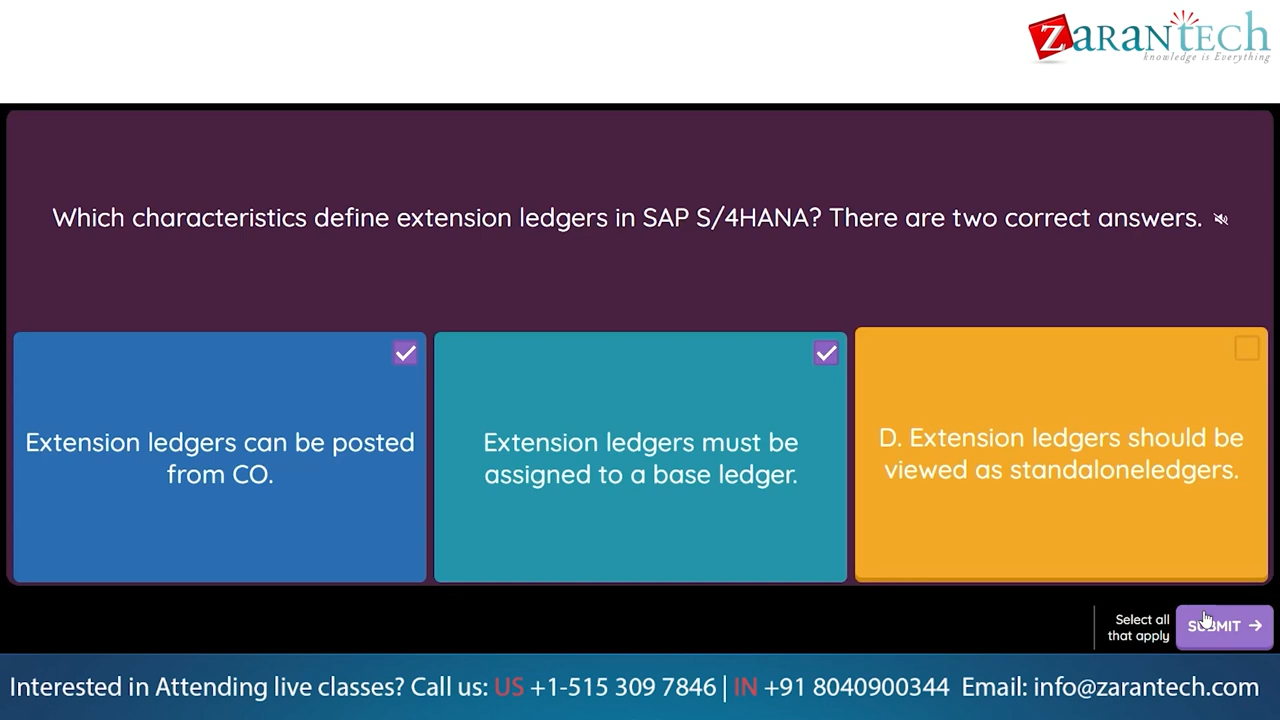 ZARANTECH
knowledge is Everything
Which characteristics define extension ledgers in SAP S/4HANA? There are two correct answers.
Extension ledgers can be posted
from CO.
Extension ledgers must be
assigned to a base ledger.
D. Extension ledgers should be
viewed as standaloneledgers.
Select all
that apply
SUBMIT
Interested in Attending live classes? Call us: US +1-515 309 7846 | IN +91 8040900344 Email: info@zarantech.com